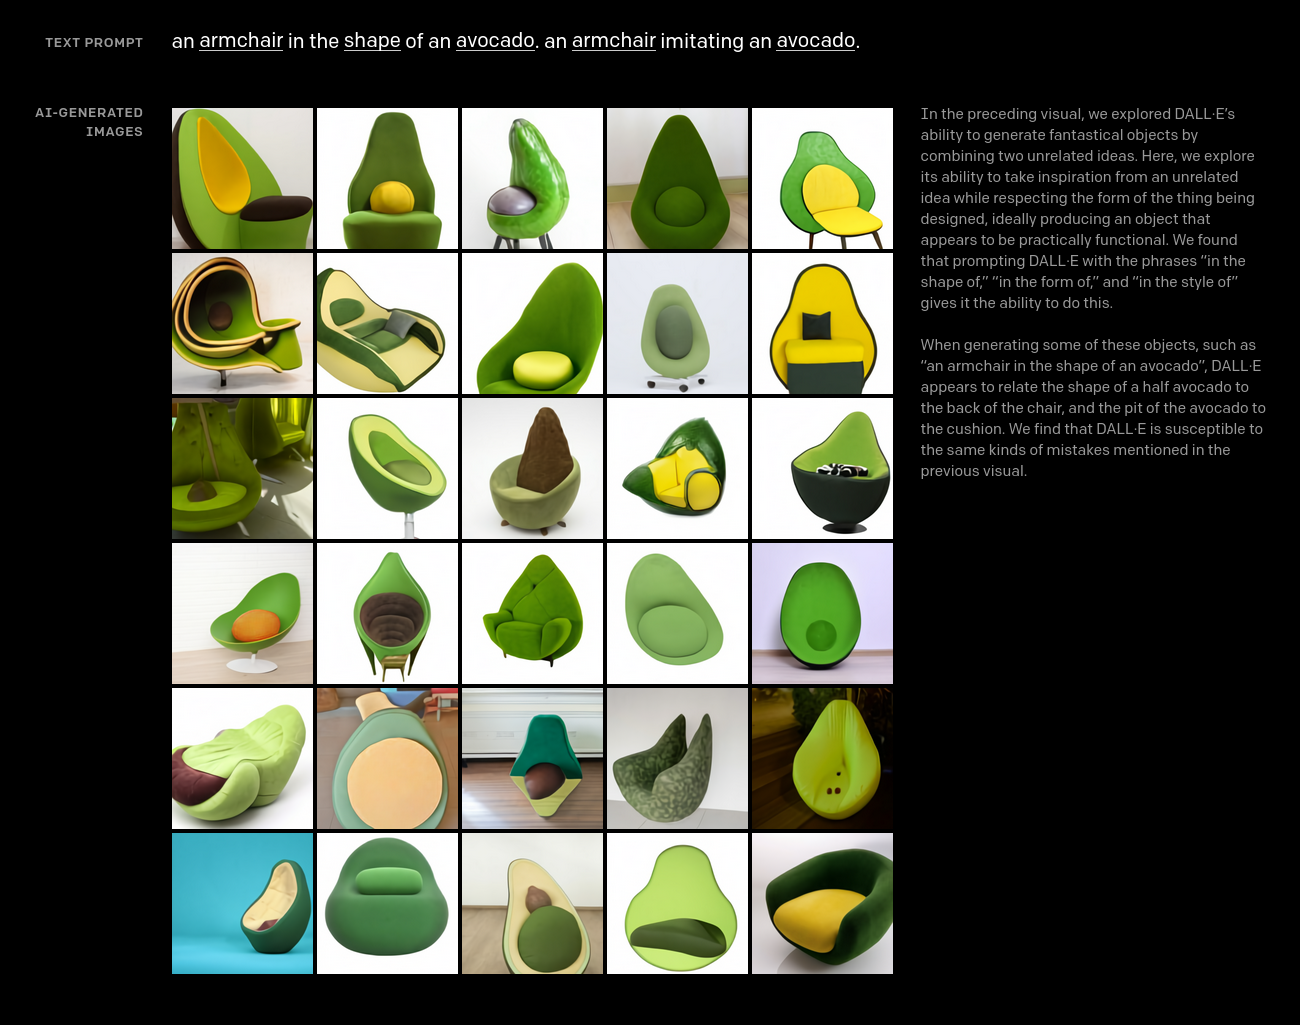 TEXT PROMPT
an armchair in the shape of an avocado. an armchair imitating an avocado.
AI-GENERATED
IMAGES
In the preceding visual, we explored DALL·E’s
ability to generate fantastical objects by
combining two unrelated ideas. Here, we explore
its ability to take inspiration from an unrelated
idea while respecting the form of the thing being
designed, ideally producing an object that
appears to be practically functional. We found
that prompting DALL·E with the phrases “in the
shape of,” “in the form of,” and “in the style of”
gives it the ability to do this.
When generating some of these objects, such as
“an armchair in the shape of an avocado”, DALL·E
appears to relate the shape of a half avocado to
the back of the chair, and the pit of the avocado to
the cushion. We find that DALL·E is susceptible to
the same kinds of mistakes mentioned in the
previous visual.